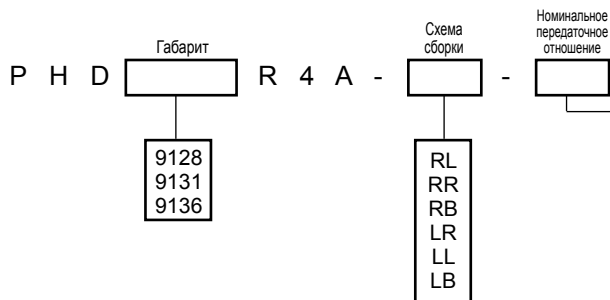 Габарит
Схема
сборки
Номинальное
передаточное
отношение
P H D R 4 A - -
9128
9131
9136
RL
RR
RB
LR
LL
LB